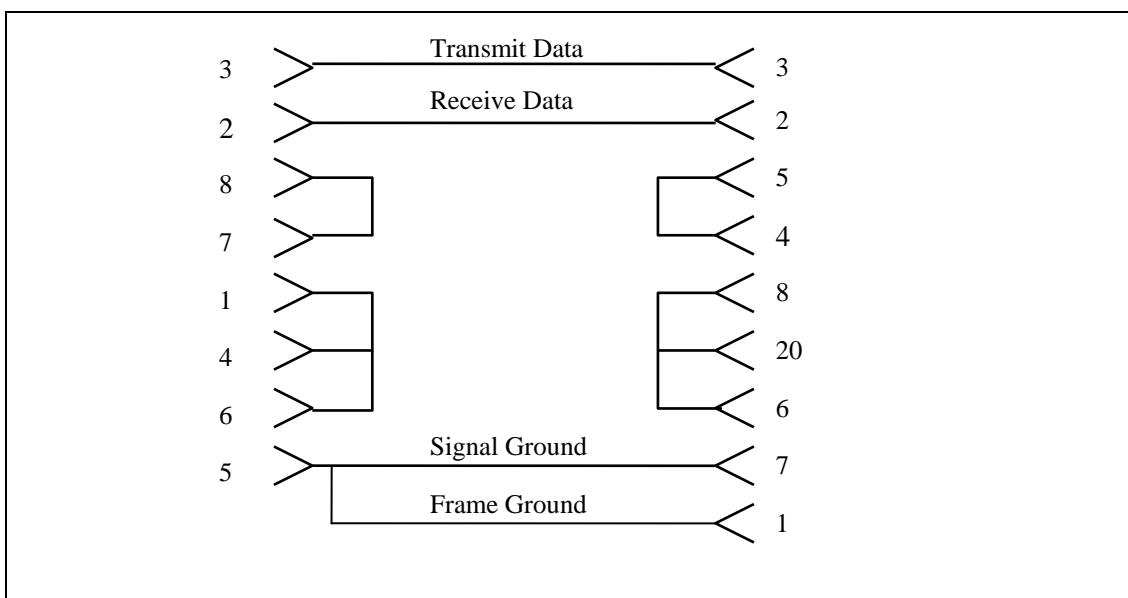 3 Transmit Data 3
2 Receive Data 2
8 5
7 4
1 8
4 20
6 6
5 Signal Ground 7
Frame Ground 1